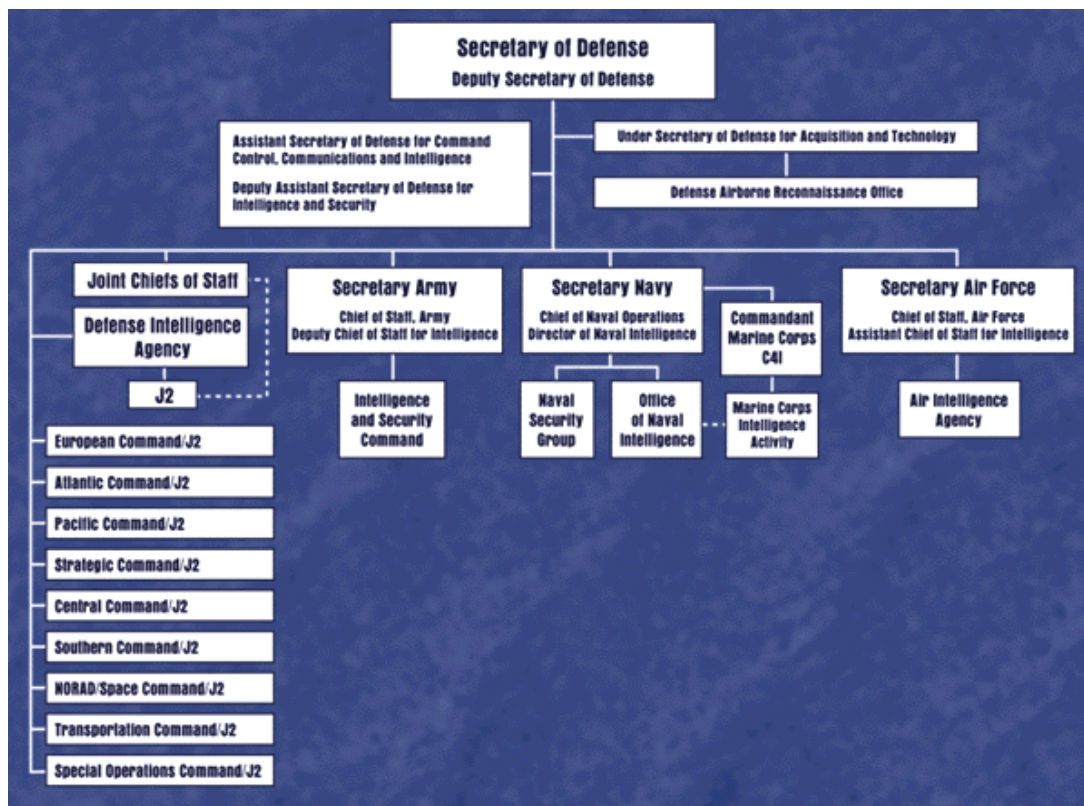 Secretary of Defense
Deputy Secretary of Defense
Assistant Secretary of Defense for Command
Control, Communications and Intelligence
Deputy Assistant Secretary of Defense for
Intelligence and Security
Under Secretary of Defense for Acquisition and Technology
Defense Airborne Reconnaissance Office
Joint Chiefs of Staff
Defense Intelligence
Agency
J2
Secretary Army
Chief of Staff, Army
Deputy Chief of Staff for Intelligence
Intelligence
and Security
Command
Secretary Navy
Chief of Naval Operations
Director of Naval Intelligence
Naval
Security
Group
Office
of Naval
Intelligence
Commandant
Marine Corps
C4I
Marine Corps
Intelligence
Activity
Secretary Air Force
Chief of Staff, Air Force
Assistant Chief of Staff for Intelligence
Air Intelligence
Agency
European Command/J2
Atlantic Command/J2
Pacific Command/J2
Strategic Command/J2
Central Command/J2
Southern Command/J2
NORAD/Space Command/J2
Transportation Command/J2
Special Operations Command/J2